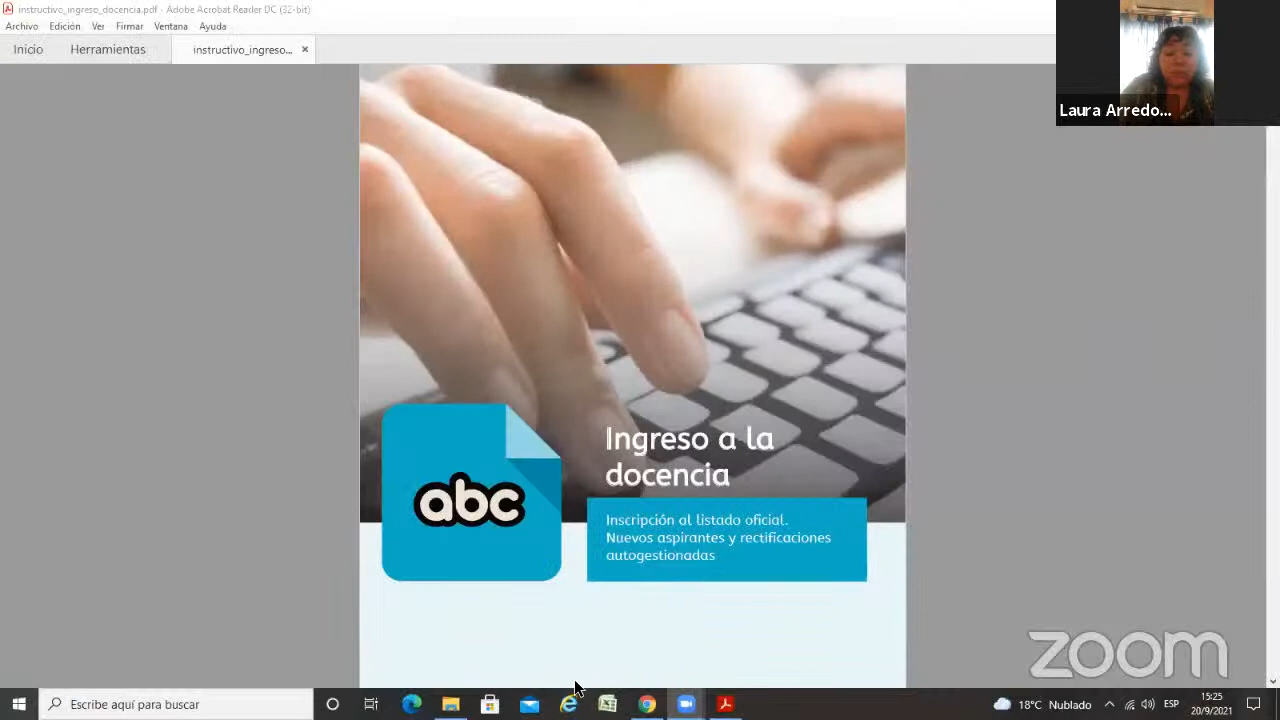 instructivo_ingreso_docencia.pdf - Adobe Acrobat Reader DC (32-bit)
Archivo Edición Ver Firmar Ventana Ayuda
Inicio Herramientas instructivo_ingreso... ×
Laura Arredo...
Ingreso a la
docencia
abc
Inscripción al listado oficial.
Nuevos aspirantes y rectificaciones
autogestionadas
zoom
Escribe aquí para buscar
18°C Nublado
ESP
15:25
20/9/2021